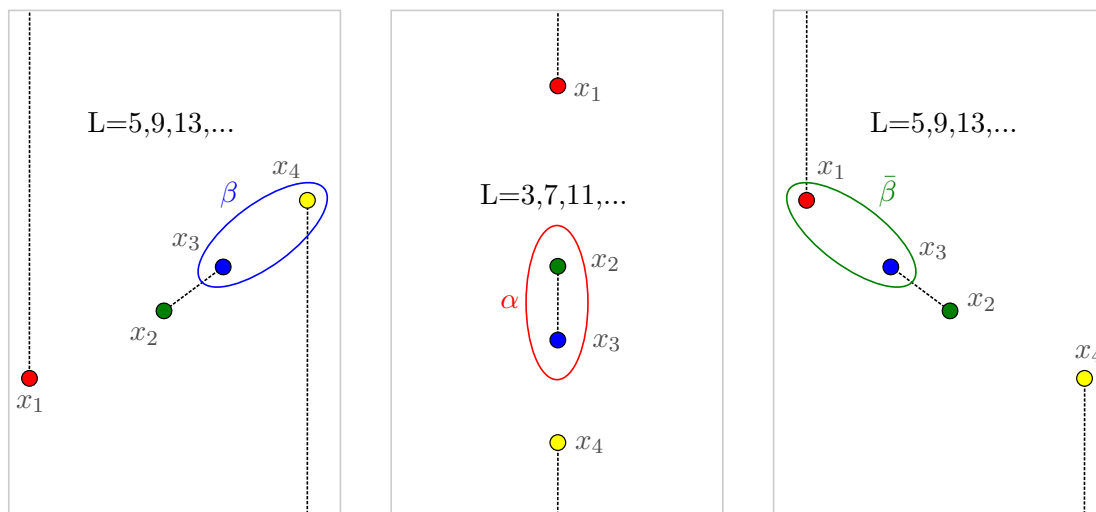 L=5,9,13,...
x₄
β
x₃
x₂
x₁
x₁
L=3,7,11,...
x₂
α
x₃
x₄
L=5,9,13,...
x₁
β̄
x₃
x₂
x₄